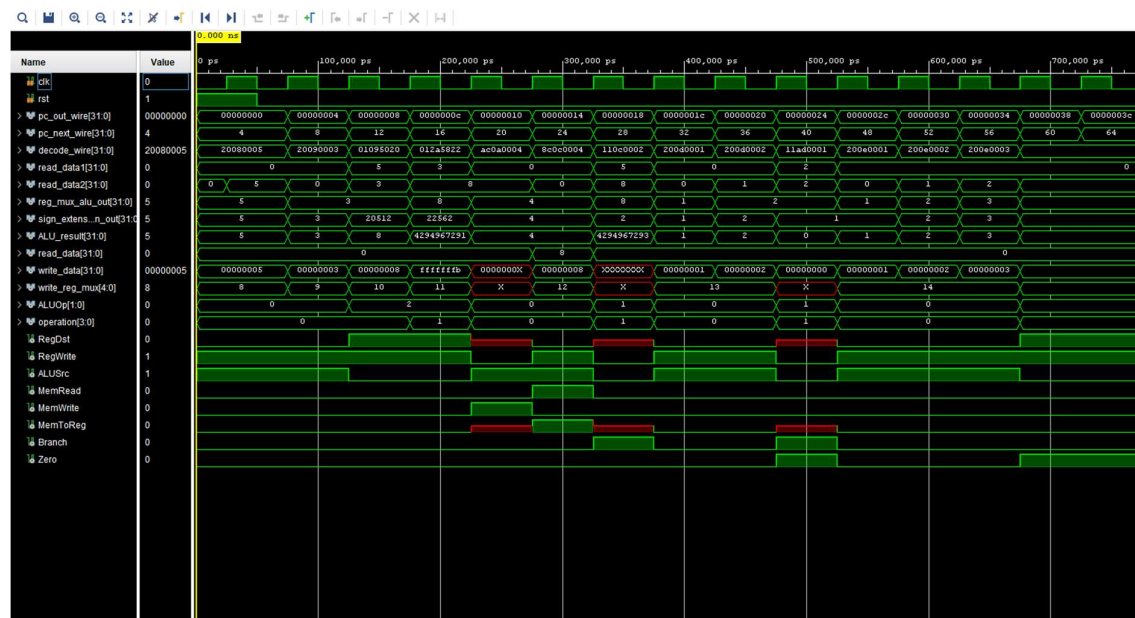 0.000 ns
Name Value 0 ps 100,000 ps 200,000 ps 300,000 ps 400,000 ps 500,000 ps 600,000 ps 700,000 ps
clk 0
rst 1
pc_out_wire[31:0] 00000000 00000000 00000004 00000008 0000000c 00000010 00000014 00000018 0000001c 00000020 00000024 0000002c 00000030 00000034 00000038 0000003c
pc_next_wire[31:0] 4 4 8 12 16 20 24 28 32 36 40 48 52 56 60 64
decode_wire[31:0] 20080005 20080005 20090003 01095020 012a5822 ac0a0004 8c0c0004 110c0002 200d0001 200d0002 11ad0001 200e0001 200e0002 200e0003
read_data1[31:0] 0 0 5 3 0 5 0 2 0
read_data2[31:0] 0 0 5 0 3 8 0 8 0 1 2 0 1 2
reg_mux_alu_out[31:0] 5 5 3 8 4 8 1 2 1 2 3
sign_extens...n_out[31:0 5 5 3 20512 22562 4 2 1 2 1 2 3
ALU_result[31:0] 5 5 3 8 4294967291 4 4294967293 1 2 0 1 2 3
read_data[31:0] 0 0 8 0
write_data[31:0] 00000005 00000005 00000003 00000008 fffffffb 0000000X 00000008 XXXXXXXX 00000001 00000002 00000000 00000001 00000002 00000003
write_reg_mux[4:0] 8 8 9 10 11 X 12 X 13 X 14
ALUOp[1:0] 0 0 2 0 1 0 1 0
operation[3:0] 0 0 1 0 1 0 1 0
RegDst 0
RegWrite 1
ALUSrc 1
MemRead 0
MemWrite 0
MemToReg 0
Branch 0
Zero 0